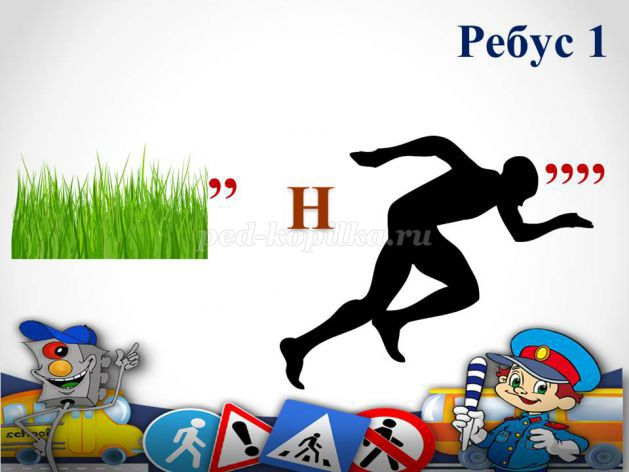 Ребус 1
,, Н ,,,,
ped-kopilka.ru
School